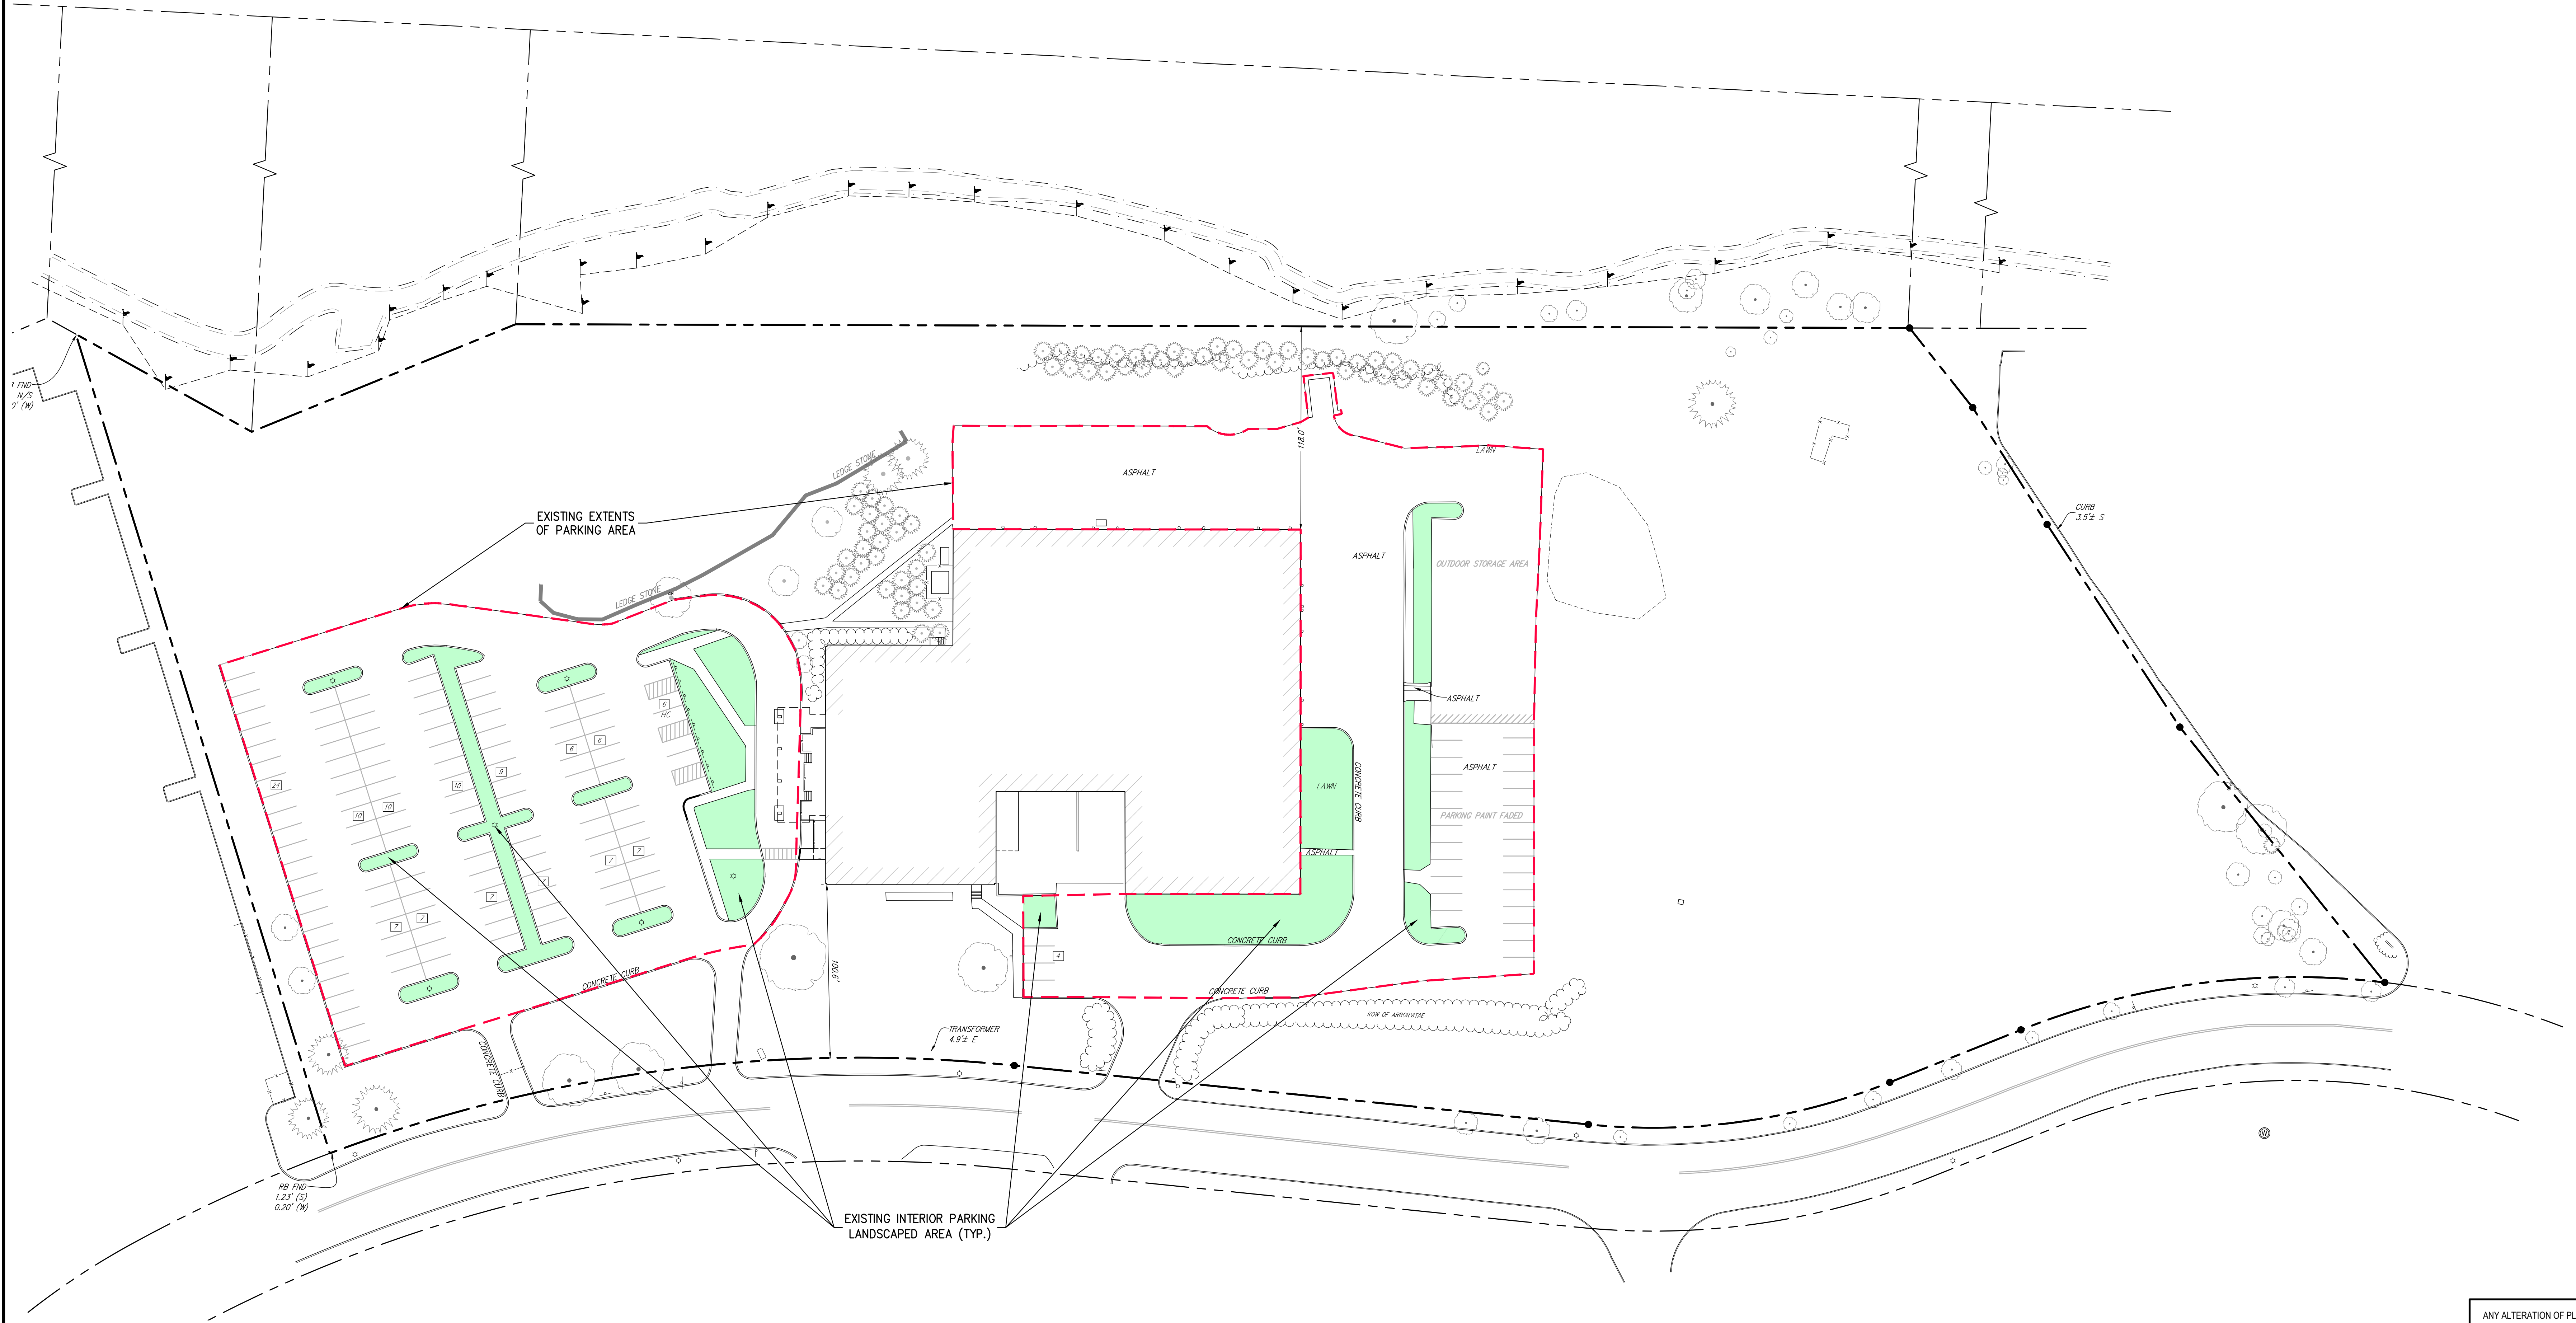 FND
N/S
0' (W)
LEDGE STONE
118.0'
LAWN
ASPHALT
EXISTING EXTENTS
OF PARKING AREA
CURB
3.5'± S
ASPHALT
OUTDOOR STORAGE AREA
LEDGE STONE
6
HC
ASPHALT
6
6
9
10
24
10
10
ASPHALT
LAWN
CONCRETE CURB
PARKING PAINT FADED
7
7
ASPHALT
7
7
7
7
CONCRETE CURB
4
100.6'
CONCRETE CURB
CONCRETE CURB
ROW OF ARBORVITAE
TRANSFORMER
4.9'± E
CONCRETE CURB
W
RB FND
1.23' (S)
0.20' (W)
EXISTING INTERIOR PARKING
LANDSCAPED AREA (TYP.)
ANY ALTERATION OF PL